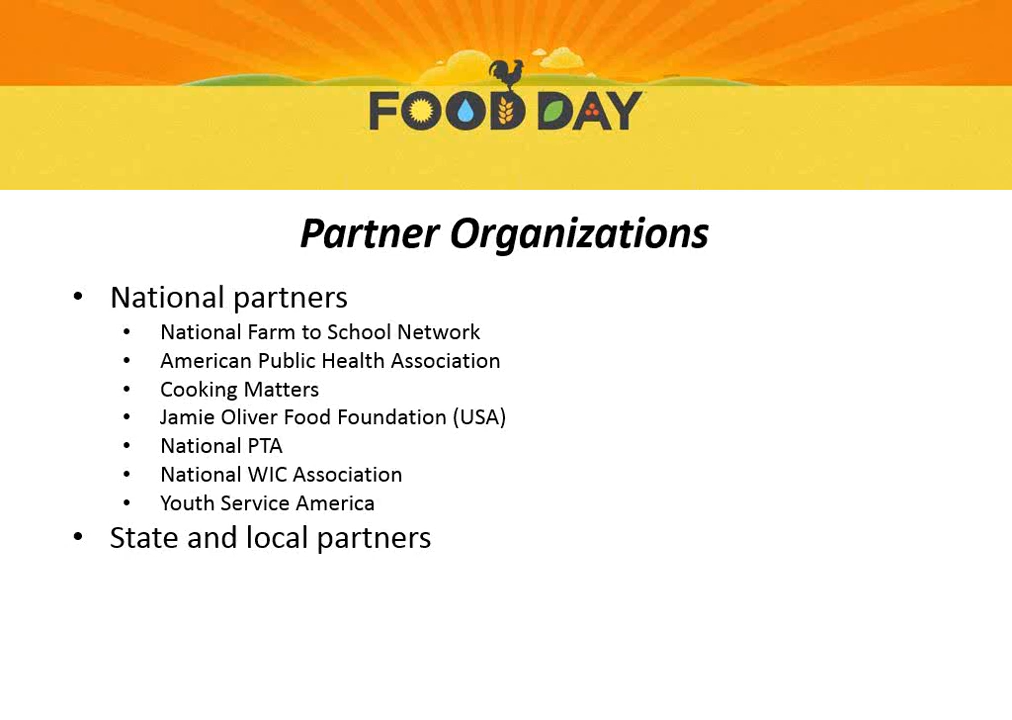 FOOD DAY
Partner Organizations
• National partners
• National Farm to School Network
• American Public Health Association
• Cooking Matters
• Jamie Oliver Food Foundation (USA)
• National PTA
• National WIC Association
• Youth Service America
• State and local partners